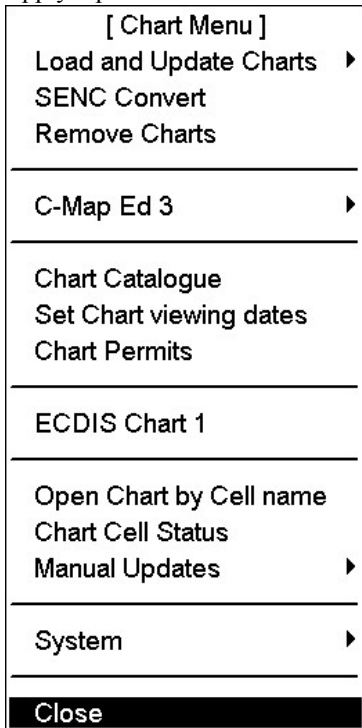 [ Chart Menu ]
Load and Update Charts
SENC Convert
Remove Charts
C-Map Ed 3
Chart Catalogue
Set Chart viewing dates
Chart Permits
ECDIS Chart 1
Open Chart by Cell name
Chart Cell Status
Manual Updates
System
Close